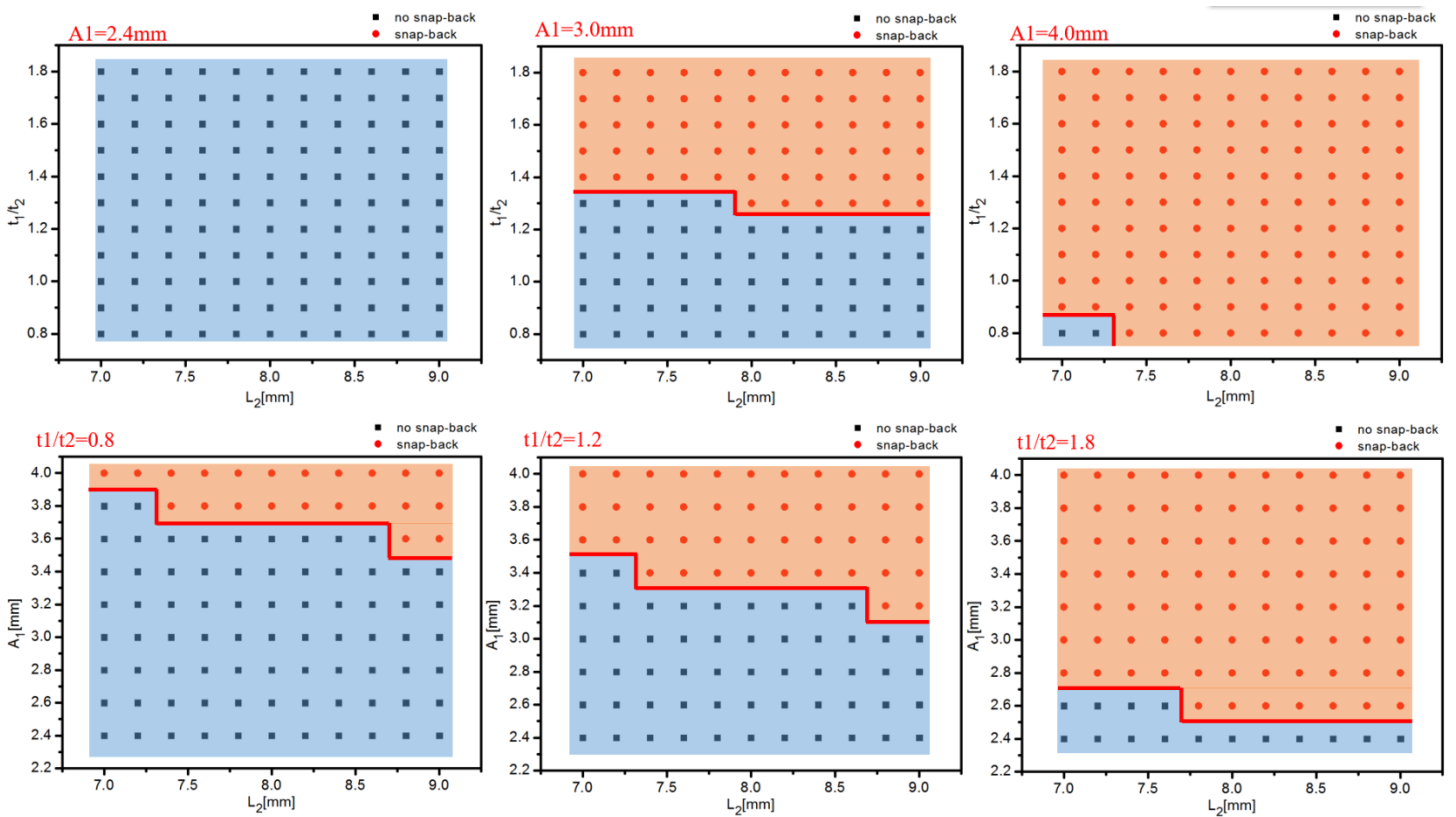 A1=2.4mm
no snap-back
snap-back
1.8
1.6
1.4
1.2
1.0
0.8
t1/t2
7.0 7.5 8.0 8.5 9.0
L2[mm]
A1=3.0mm
no snap-back
snap-back
1.8
1.6
1.4
1.2
1.0
0.8
t1/t2
7.0 7.5 8.0 8.5 9.0
L2[mm]
A1=4.0mm
no snap-back
snap-back
1.8
1.6
1.4
1.2
1.0
0.8
t1/t2
7.0 7.5 8.0 8.5 9.0
L2[mm]
t1/t2=0.8
no snap-back
snap-back
4.0
3.8
3.6
3.4
3.2
3.0
2.8
2.6
2.4
2.2
A1[mm]
7.0 7.5 8.0 8.5 9.0
L2[mm]
t1/t2=1.2
no snap-back
snap-back
4.0
3.8
3.6
3.4
3.2
3.0
2.8
2.6
2.4
2.2
A1[mm]
7.0 7.5 8.0 8.5 9.0
L2[mm]
t1/t2=1.8
no snap-back
snap-back
4.0
3.8
3.6
3.4
3.2
3.0
2.8
2.6
2.4
2.2
A1[mm]
7.0 7.5 8.0 8.5 9.0
L2[mm]